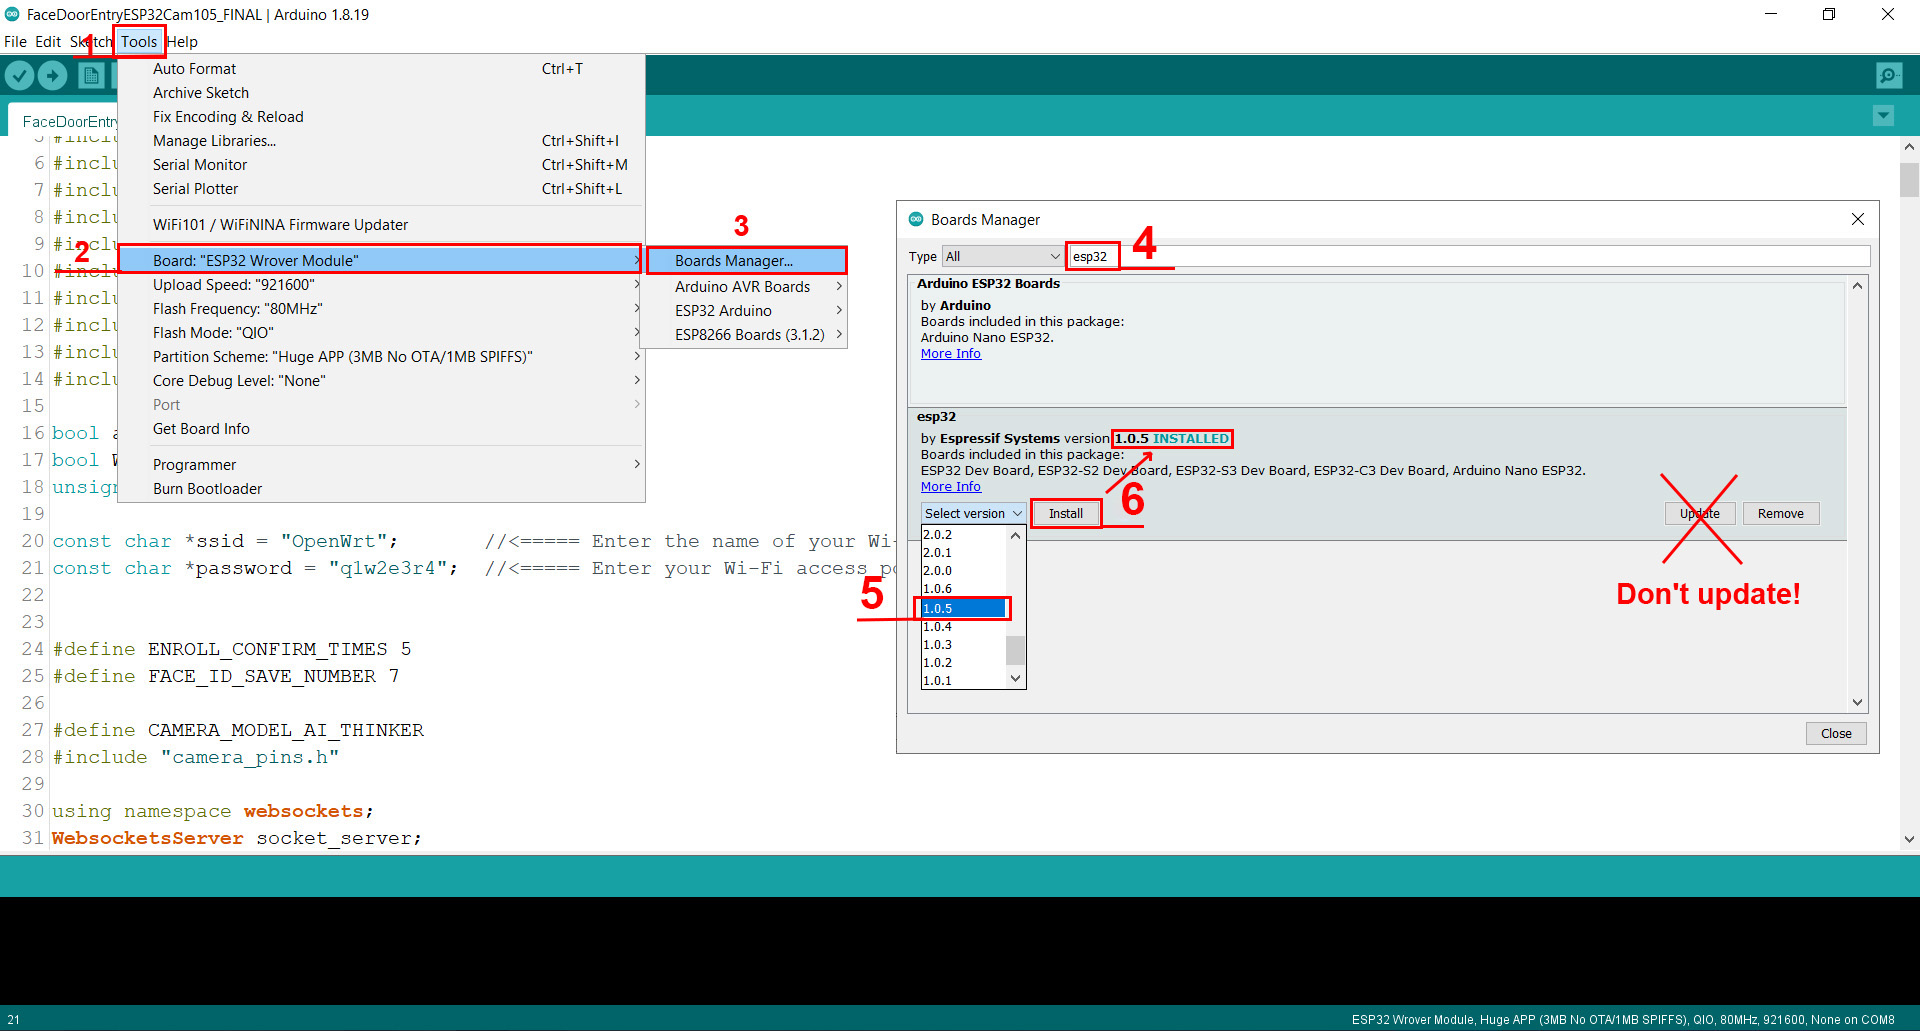 FaceDoorEntryESP32Cam105_FINAL | Arduino 1.8.19
File Edit Sketch Tools Help
1
Auto Format Ctrl+T
Archive Sketch
Fix Encoding & Reload
Manage Libraries... Ctrl+Shift+I
Serial Monitor Ctrl+Shift+M
Serial Plotter Ctrl+Shift+L
WiFi101 / WiFiNINA Firmware Updater
2
Board: "ESP32 Wrover Module"
Upload Speed: "921600"
Flash Frequency: "80MHz"
Flash Mode: "QIO"
Partition Scheme: "Huge APP (3MB No OTA/1MB SPIFFS)"
Core Debug Level: "None"
Port
Get Board Info
Programmer
Burn Bootloader
3
Boards Manager...
Arduino AVR Boards
ESP32 Arduino
ESP8266 Boards (3.1.2)
FaceDoorEntry
5 #inclu
6 #inclu
7 #inclu
8 #inclu
9 #inclu
10 #inclu
11 #inclu
12 #inclu
13 #inclu
14 #inclu
15
16 bool a
17 bool W
18 unsign
19
20 const char *ssid = "OpenWrt"; //<===== Enter the name of your Wi-
21 const char *password = "q1w2e3r4"; //<===== Enter your Wi-Fi access po
22
23
24 #define ENROLL_CONFIRM_TIMES 5
25 #define FACE_ID_SAVE_NUMBER 7
26
27 #define CAMERA_MODEL_AI_THINKER
28 #include "camera_pins.h"
29
30 using namespace websockets;
31 WebsocketsServer socket_server;
Boards Manager
Type All esp32
4
Arduino ESP32 Boards
by Arduino
Boards included in this package:
Arduino Nano ESP32.
More Info
esp32
by Espressif Systems version 1.0.5 INSTALLED
Boards included in this package:
ESP32 Dev Board, ESP32-S2 Dev Board, ESP32-S3 Dev Board, ESP32-C3 Dev Board, Arduino Nano ESP32.
More Info
6
Select version Install Update Remove
2.0.2
2.0.1
2.0.0
1.0.6
5
1.0.5
1.0.4
1.0.3
1.0.2
1.0.1
Don't update!
Close
21 ESP32 Wrover Module, Huge APP (3MB No OTA/1MB SPIFFS), QIO, 80MHz, 921600, None on COM8